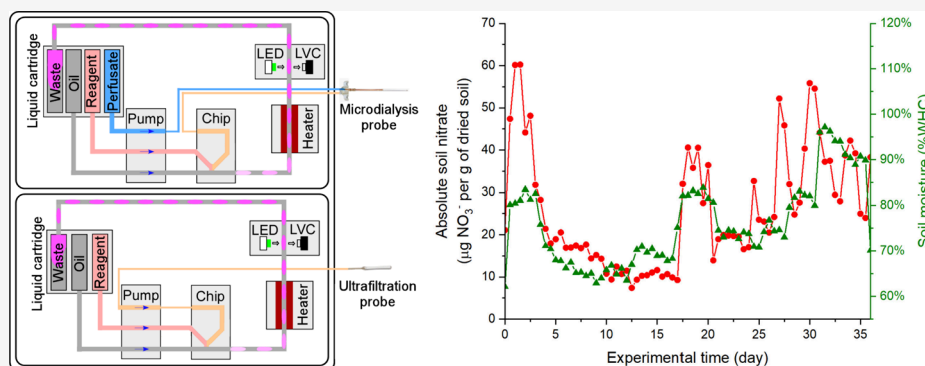 Liquid cartridge
Waste
Oil
Reagent
Perfusate
Pump
Chip
LED
LVC
Heater
Microdialysis
probe
Liquid cartridge
Waste
Oil
Reagent
Pump
Chip
LED
LVC
Heater
Ultrafiltration
probe
Absolute soil nitrate
(µg NO₃⁻ per g of dried soil)
70
60
50
40
30
20
10
0
0
5
10
15
20
25
30
35
Experimental time (day)
120%
110%
100%
90%
80%
70%
60%
Soil moisture (%WHC)